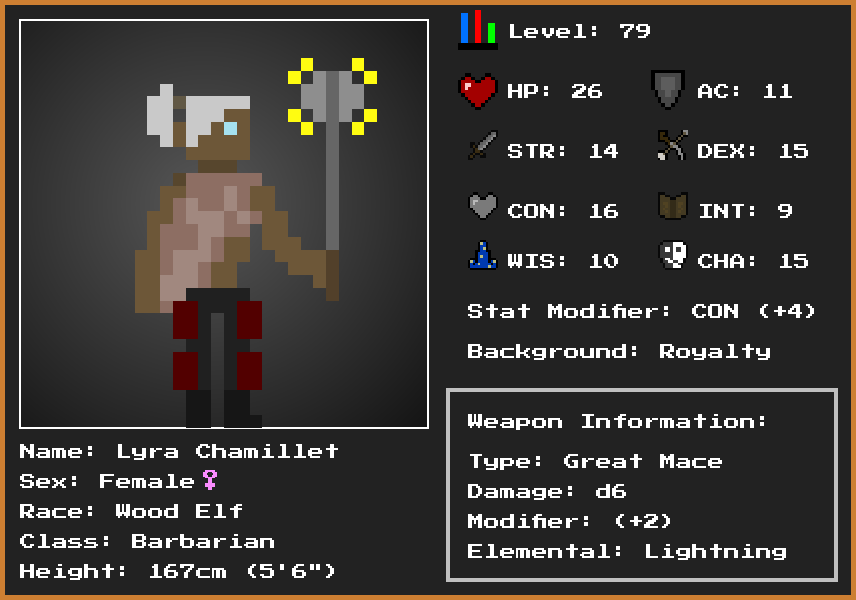 Level: 79
HP: 26
AC: 11
STR: 14
DEX: 15
CON: 16
INT: 9
WIS: 10
CHA: 15
Stat Modifier: CON (+4)
Background: Royalty
Weapon Information:
Type: Great Mace
Damage: d6
Modifier: (+2)
Elemental: Lightning
Name: Lyra Chamillet
Sex: Female♀
Race: Wood Elf
Class: Barbarian
Height: 167cm (5'6")